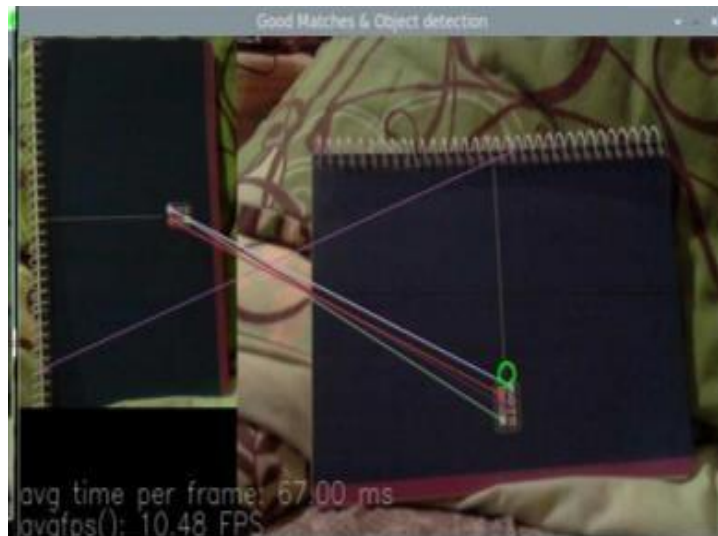 Good Matches & Object detection
avg time per frame: 67.00 ms
avgfps(): 10.48 FPS